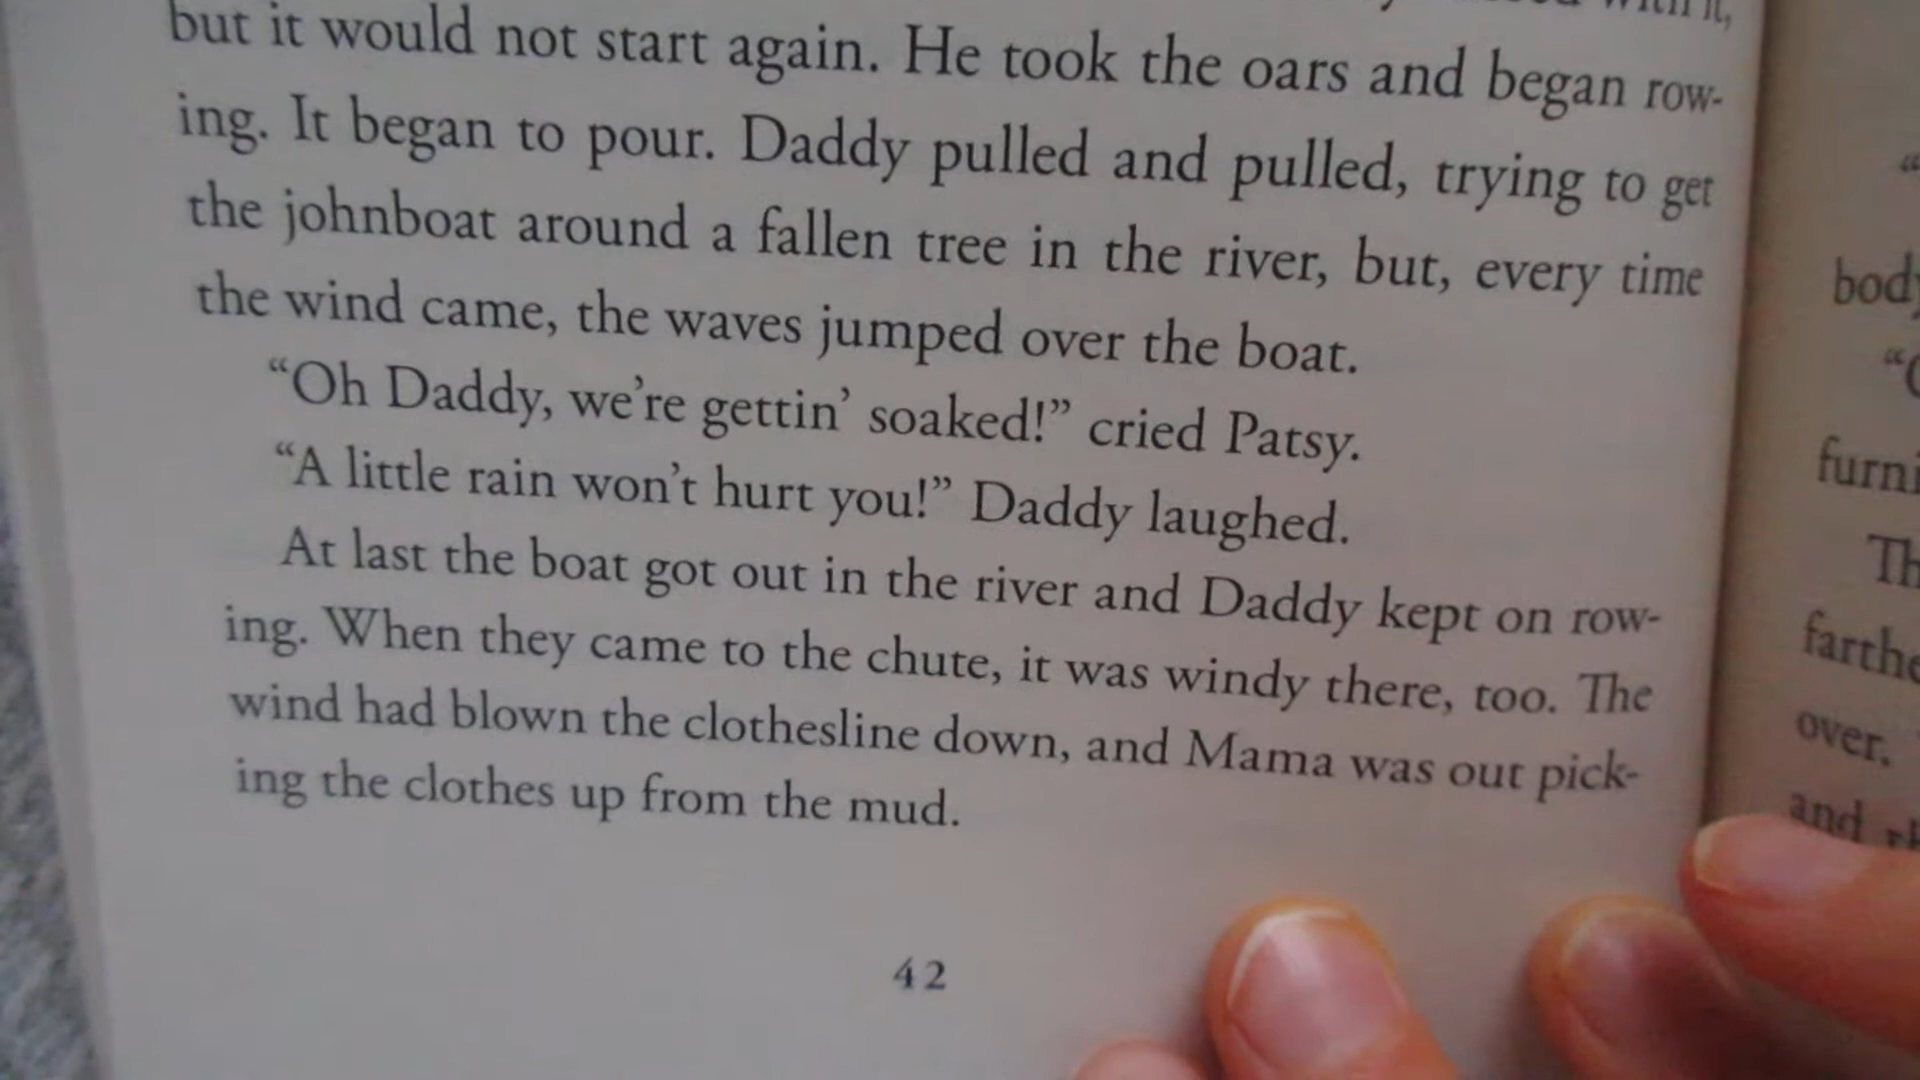 with it,
but it would not start again. He took the oars and began row-
ing. It began to pour. Daddy pulled and pulled, trying to get
the johnboat around a fallen tree in the river, but, every time
the wind came, the waves jumped over the boat.
“Oh Daddy, we’re gettin’ soaked!” cried Patsy.
“A little rain won’t hurt you!” Daddy laughed.
At last the boat got out in the river and Daddy kept on row-
ing. When they came to the chute, it was windy there, too. The
wind had blown the clothesline down, and Mama was out pick-
ing the clothes up from the mud.
42
over.
and